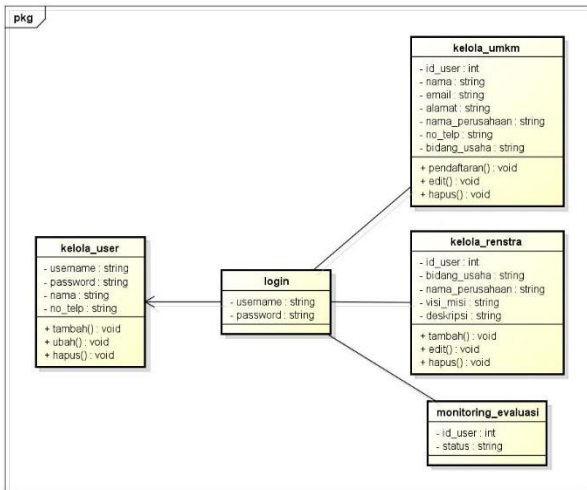 pkg
kelola_umkm
- id_user : int
- nama : string
- email : string
- alamat : string
- nama_perusahaan : string
- no_telp : string
- bidang_usaha : string
+ pendaftaran() : void
+ edit() : void
+ hapus() : void
kelola_user
- username : string
- password : string
- nama : string
- no_telp : string
+ tambah() : void
+ ubah() : void
+ hapus() : void
login
- username : string
- password : string
kelola_renstra
- id_user : int
- bidang_usaha : string
- nama_perusahaan : string
- visi_misi : string
- deskripsi : string
+ tambah() : void
+ edit() : void
+ hapus() : void
monitoring_evaluasi
- id_user : int
- status : string